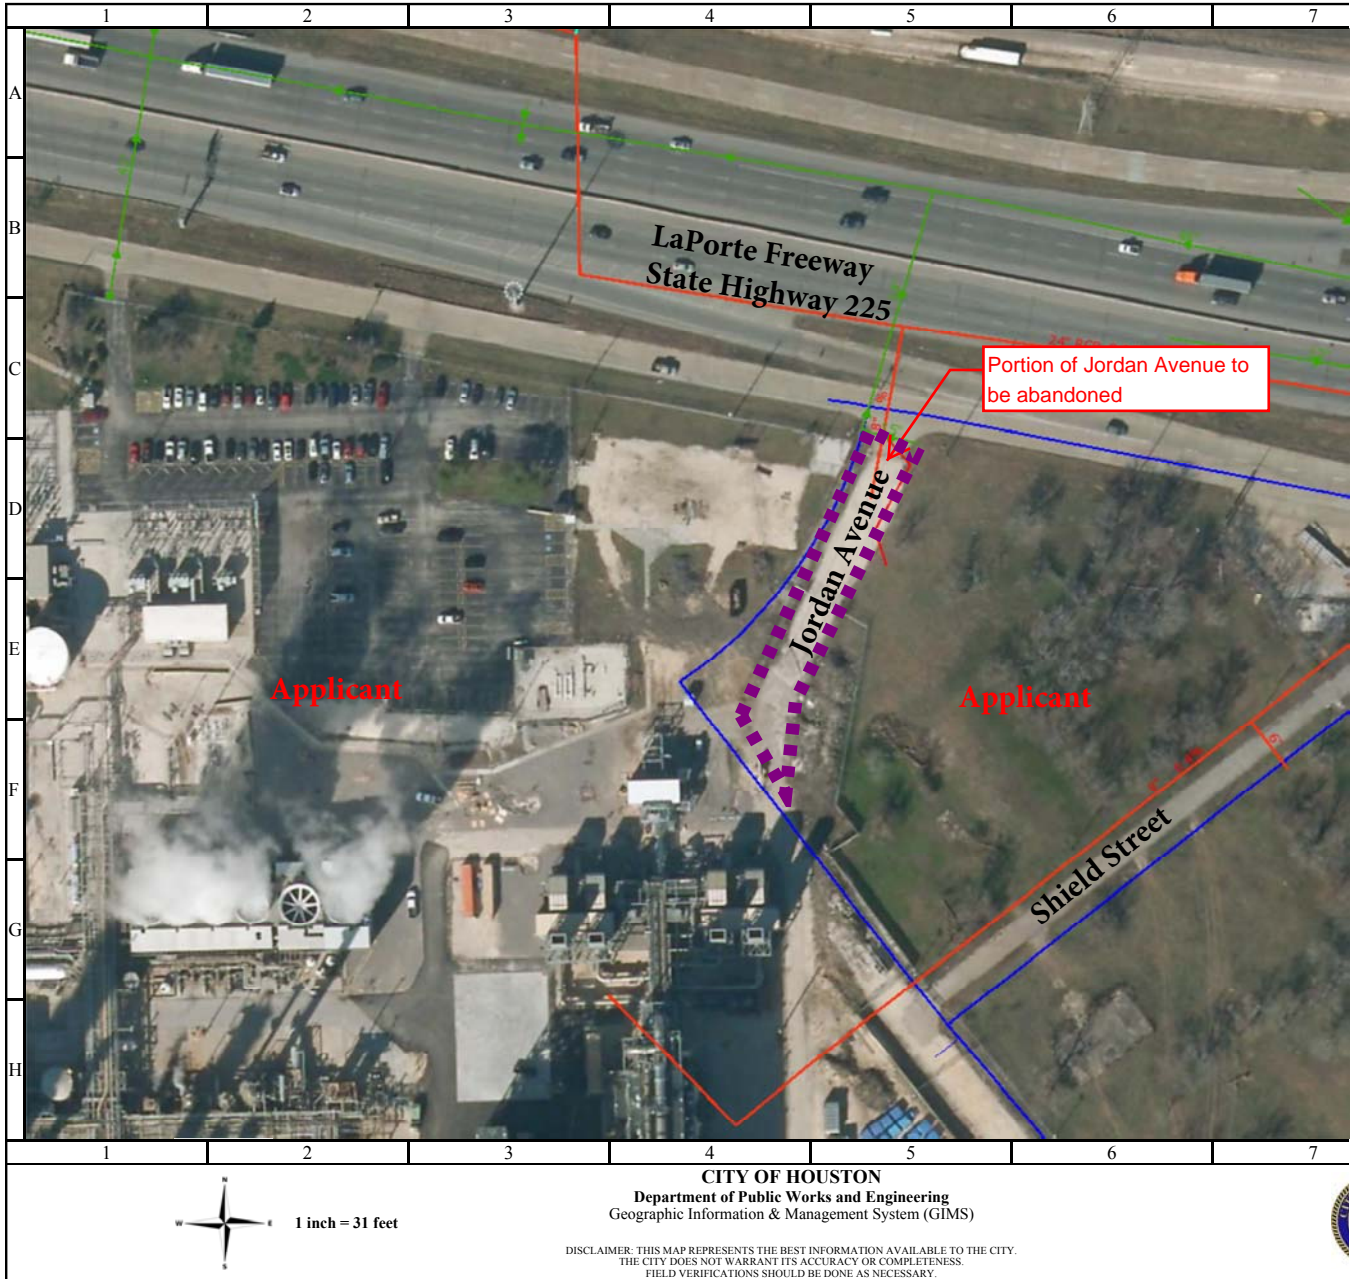 1 2 3 4 5 6 7
A
B
C
D
E
F
G
H
LaPorte Freeway
State Highway 225
Portion of Jordan Avenue to
be abandoned
Jordan Avenue
Applicant
Applicant
Shield Street
6"
1 2 3 4 5 6 7
N
W E
S
1 inch = 31 feet
CITY OF HOUSTON
Department of Public Works and Engineering
Geographic Information & Management System (GIMS)
DISCLAIMER: THIS MAP REPRESENTS THE BEST INFORMATION AVAILABLE TO THE CITY.
THE CITY DOES NOT WARRANT ITS ACCURACY OR COMPLETENESS.
FIELD VERIFICATIONS SHOULD BE DONE AS NECESSARY.